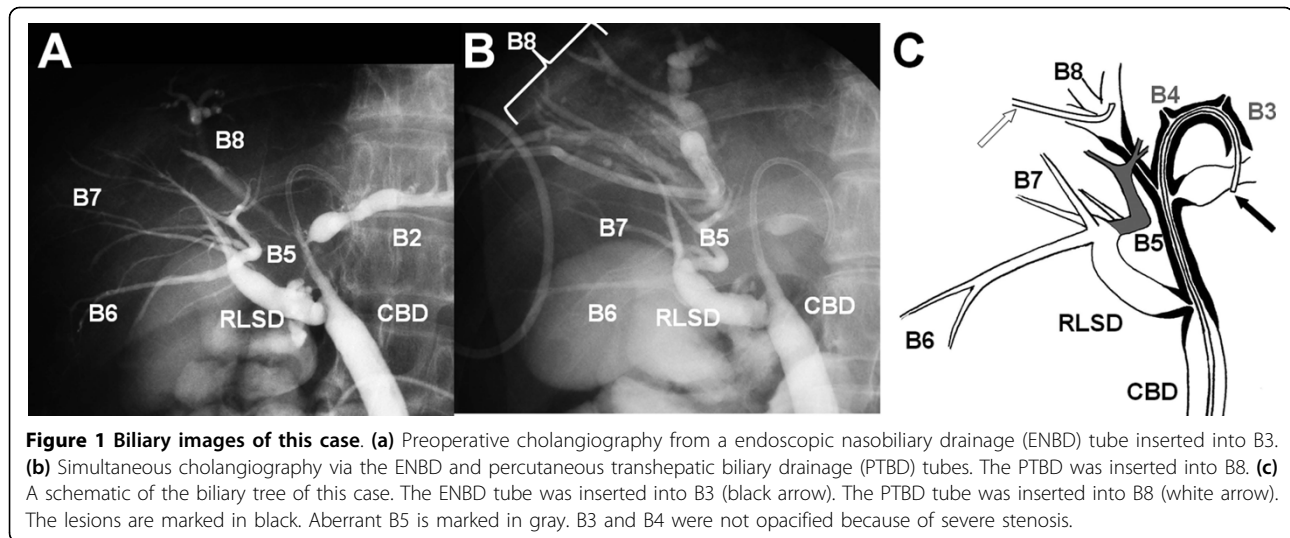 A
B8
B7
B5
B2
B6
RLSD
CBD
B
B8
B7
B5
B6
RLSD
CBD
C
B8
B4
B3
B7
B5
RLSD
B6
CBD
Figure 1 Biliary images of this case. (a) Preoperative cholangiography from a endoscopic nasobiliary drainage (ENBD) tube inserted into B3.
(b) Simultaneous cholangiography via the ENBD and percutaneous transhepatic biliary drainage (PTBD) tubes. The PTBD was inserted into B8. (c)
A schematic of the biliary tree of this case. The ENBD tube was inserted into B3 (black arrow). The PTBD tube was inserted into B8 (white arrow).
The lesions are marked in black. Aberrant B5 is marked in gray. B3 and B4 were not opacified because of severe stenosis.